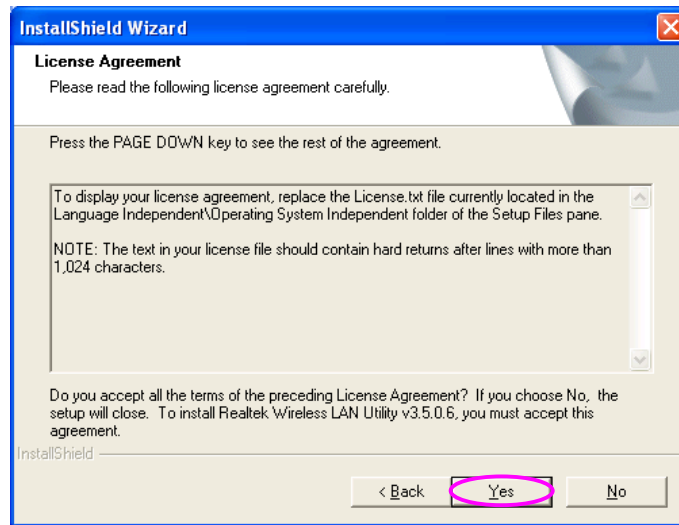 InstallShield Wizard
License Agreement
Please read the following license agreement carefully.
Press the PAGE DOWN key to see the rest of the agreement.
To display your license agreement, replace the License.txt file currently located in the
Language Independent\Operating System Independent folder of the Setup Files pane.
NOTE: The text in your license file should contain hard returns after lines with more than
1,024 characters.
Do you accept all the terms of the preceding License Agreement?  If you choose No,  the
setup will close.  To install Realtek Wireless LAN Utility v3.5.0.6, you must accept this
agreement.
InstallShield
< Back
Yes
No